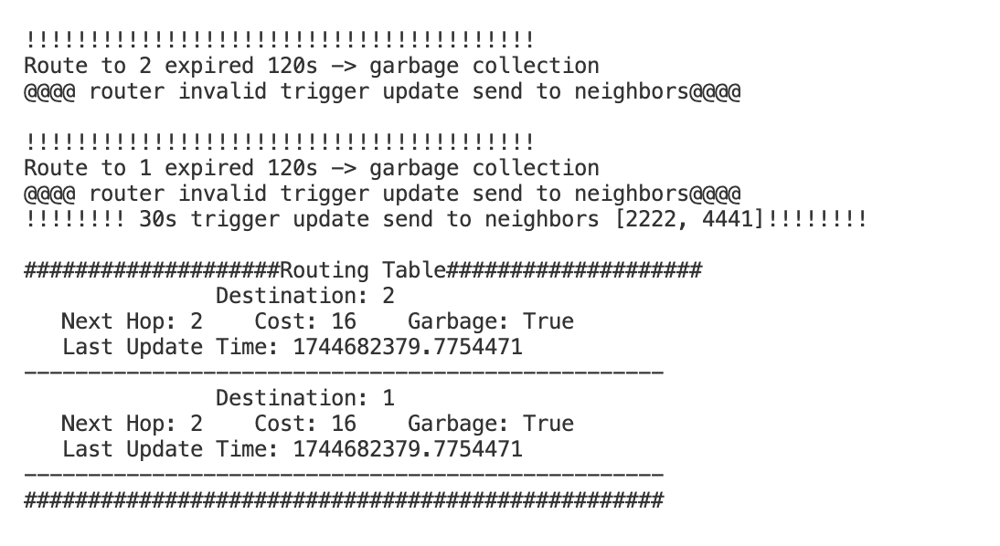 !!!!!!!!!!!!!!!!!!!!!!!!!!!!!!!!!!!!!!!!
Route to 2 expired 120s -> garbage collection
@@@@ router invalid trigger update send to neighbors@@@@
!!!!!!!!!!!!!!!!!!!!!!!!!!!!!!!!!!!!!!!!
Route to 1 expired 120s -> garbage collection
@@@@ router invalid trigger update send to neighbors@@@@
!!!!!!!! 30s trigger update send to neighbors [2222, 4441]!!!!!!!!
####################Routing Table####################
Destination: 2
Next Hop: 2    Cost: 16    Garbage: True
Last Update Time: 1744682379.7754471
--------------------------------------------------
Destination: 1
Next Hop: 2    Cost: 16    Garbage: True
Last Update Time: 1744682379.7754471
--------------------------------------------------
##################################################